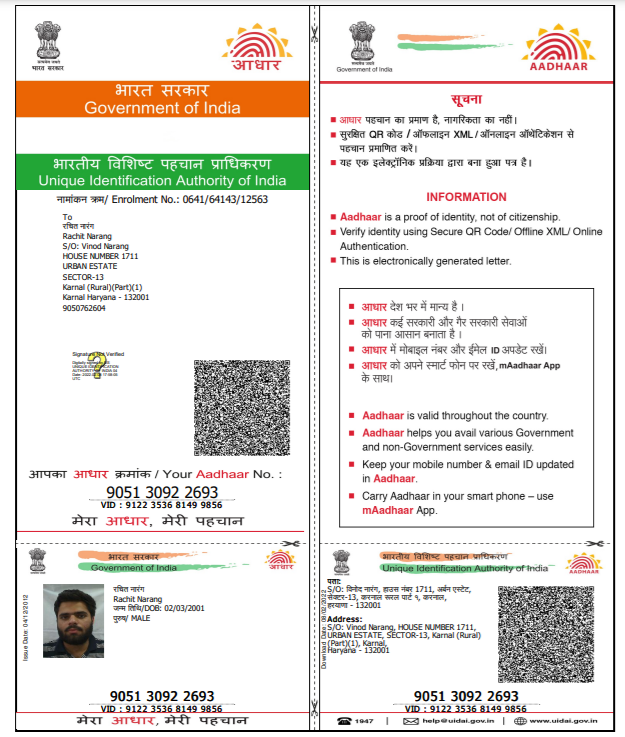 भारत सरकार
आधार
भारत सरकार
Government of India
भारतीय विशिष्ट पहचान प्राधिकरण
Unique Identification Authority of India
नामांकन क्रम/ Enrolment No.: 0641/64143/12563
To
रचित नारंग
Rachit Narang
S/O: Vinod Narang
HOUSE NUMBER 1711
URBAN ESTATE
SECTOR-13
Karnal (Rural)(Part)(1)
Karnal Haryana - 132001
9050762604
Signature Not Verified
आपका आधार क्रमांक / Your Aadhaar No. :
9051 3092 2693
VID : 9122 3536 8149 9856
मेरा आधार, मेरी पहचान
Government of India
AADHAAR
सूचना
आधार पहचान का प्रमाण है, नागरिकता का नहीं।
सुरक्षित QR कोड / ऑफलाइन XML / ऑनलाइन ऑथेंटिकेशन से
पहचान प्रमाणित करें।
यह एक इलेक्ट्रॉनिक प्रक्रिया द्वारा बना हुआ पत्र है।
INFORMATION
Aadhaar is a proof of identity, not of citizenship.
Verify identity using Secure QR Code/ Offline XML/ Online
Authentication.
This is electronically generated letter.
आधार देश भर में मान्य है ।
आधार कई सरकारी और गैर सरकारी सेवाओं
को पाना आसान बनाता है ।
आधार में मोबाइल नंबर और ईमेल ID अपडेट रखें।
आधार को अपने स्मार्ट फोन पर रखें, mAadhaar App
के साथ।
Aadhaar is valid throughout the country.
Aadhaar helps you avail various Government
and non-Government services easily.
Keep your mobile number & email ID updated
in Aadhaar.
Carry Aadhaar in your smart phone – use
mAadhaar App.
भारत सरकार
Government of India
आधार
Issue Date: 04/12/2012
रचित नारंग
Rachit Narang
जन्म तिथि/DOB: 02/03/2001
पुरुष/ MALE
9051 3092 2693
VID : 9122 3536 8149 9856
मेरा आधार, मेरी पहचान
भारतीय विशिष्ट पहचान प्राधिकरण
Unique Identification Authority of India
AADHAAR
पता:
S/O: विनोद नारंग, हाउस नंबर 1711, अर्बन एस्टेट,
सेक्टर-13, करनाल रूरल पार्ट १, करनाल,
हरयाणा - 132001
Address:
S/O: Vinod Narang, HOUSE NUMBER 1711,
URBAN ESTATE, SECTOR-13, Karnal (Rural)
(Part)(1), Karnal,
Haryana - 132001
9051 3092 2693
VID : 9122 3536 8149 9856
1947 | help@uidai.gov.in | www.uidai.gov.in